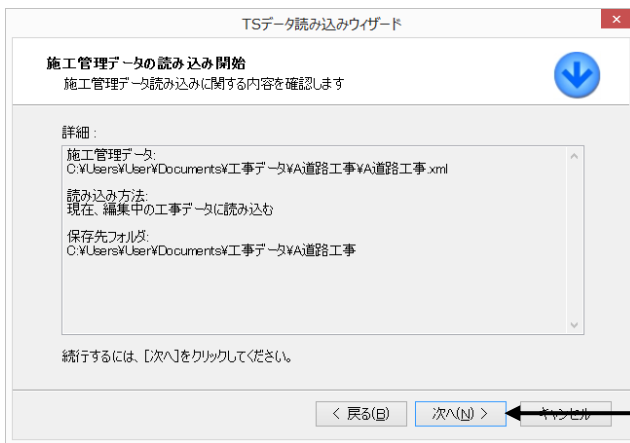 TSデータ読み込みウィザード
施工管理データの読み込み開始
施工管理データ読み込みに関する内容を確認します
詳細：
施工管理データ:
C:¥Users¥User¥Documents¥工事データ¥A道路工事¥A道路工事.xml
読み込み方法:
現在、編集中の工事データに読み込む
保存先フォルダ:
C:¥Users¥User¥Documents¥工事データ¥A道路工事
続行するには、[次へ]をクリックしてください。
< 戻る(B)
次へ(N) >
キャンセル